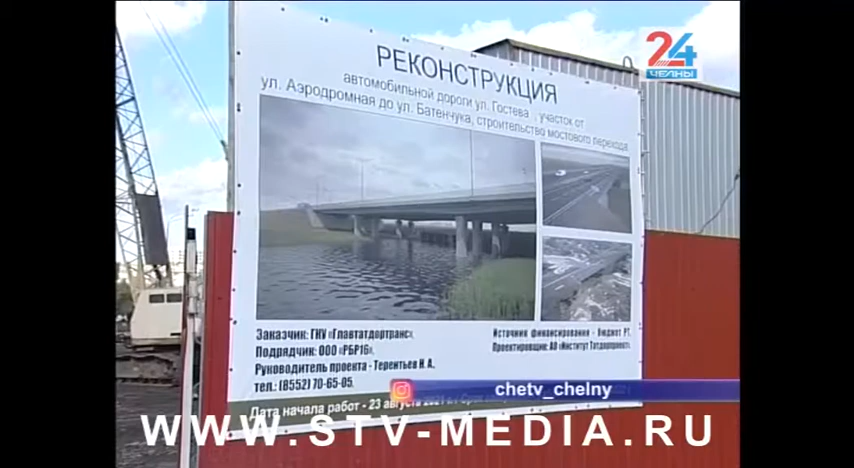 24
ЧЕЛНЫ
РЕКОНСТРУКЦИЯ
автомобильной дороги ул. Гостева , участок от
ул. Аэродромная до ул. Батенчука, строительство мостового перехода
Заказчик: ГКУ «Главтатдортранс»,
Подрядчик: ООО «РБР16»,
Руководитель проекта - Терентьев И.А.
тел.: (8552) 70-65-05.
Дата начала работ - 23 августа
Источник финансирования - бюджет РТ.
Проектировщик: АО «Институт Татдорпроект».
chetv_chelny
WWW.STV-MEDIA.RU